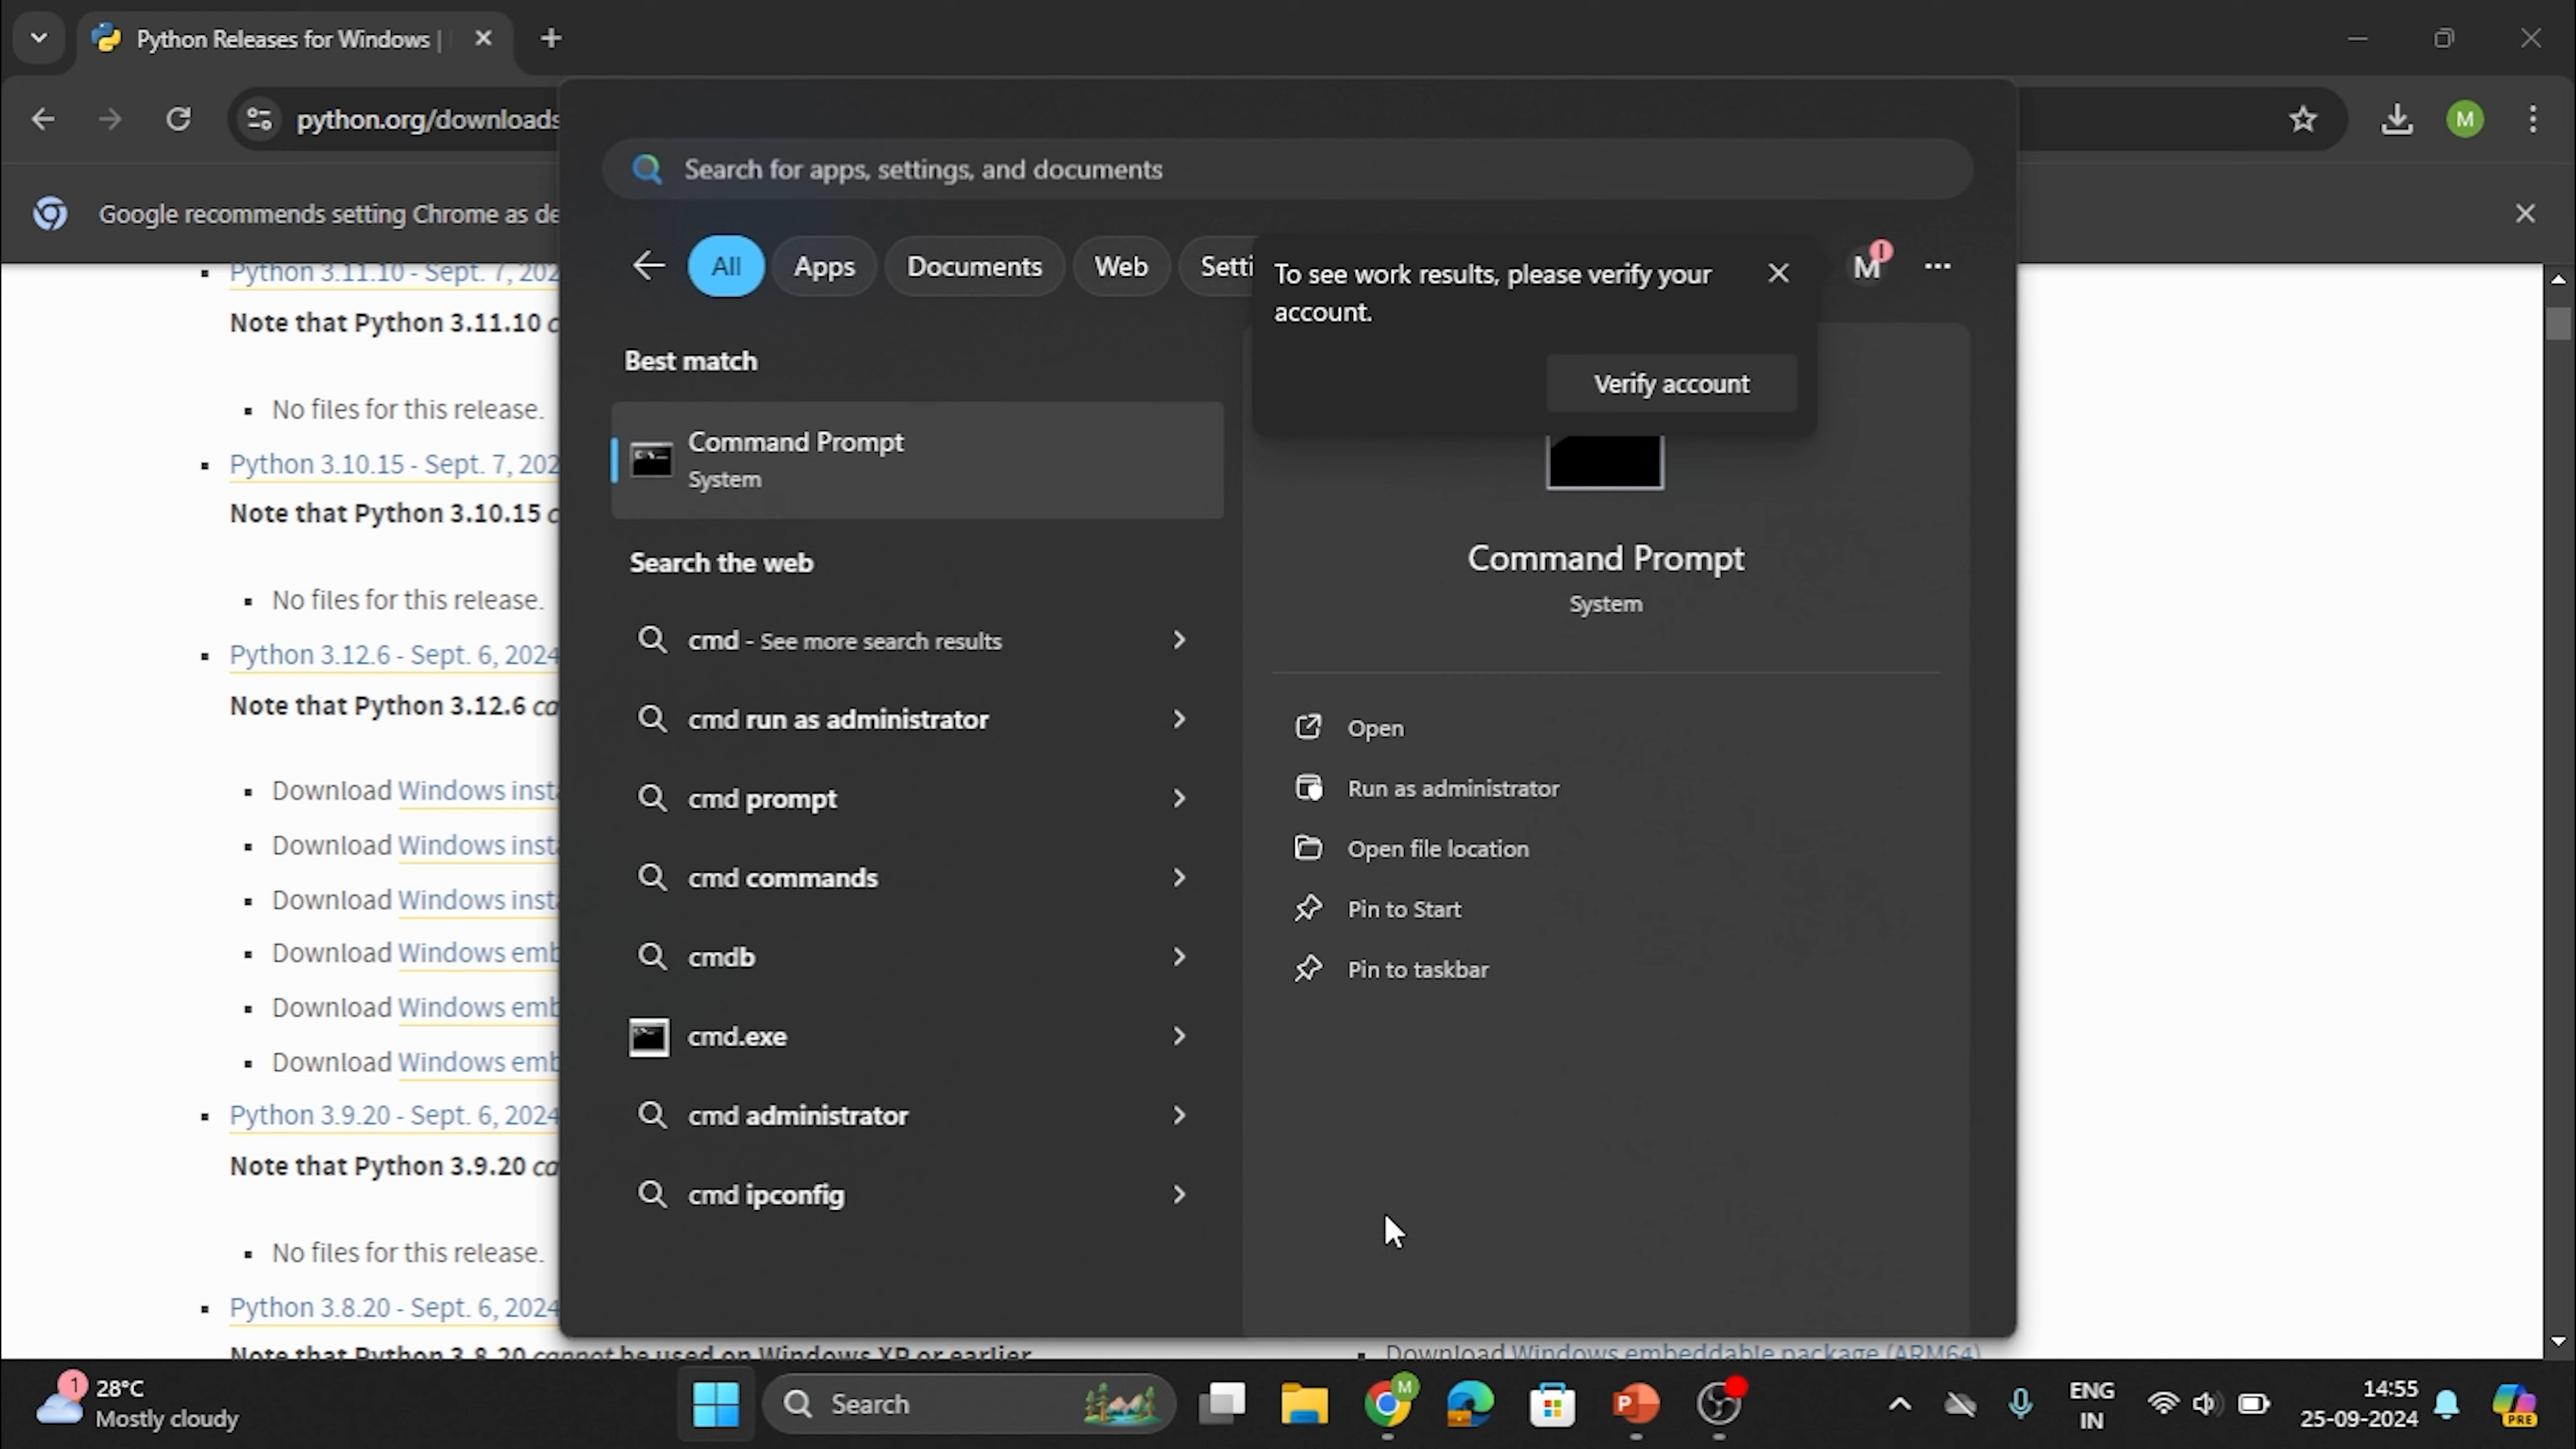 Python Releases for Windows |
python.org/downloads
Google recommends setting Chrome as de
M
Python 3.11.10 - Sept. 7, 202
Note that Python 3.11.10 c
No files for this release.
Python 3.10.15 - Sept. 7, 202
Note that Python 3.10.15 c
No files for this release.
Python 3.12.6 - Sept. 6, 2024
Note that Python 3.12.6 ca
Download Windows insta
Download Windows insta
Download Windows insta
Download Windows emb
Download Windows emb
Download Windows emb
Python 3.9.20 - Sept. 6, 2024
Note that Python 3.9.20 ca
No files for this release.
Python 3.8.20 - Sept. 6, 2024
Note that Python 3.8.20 cannot be used on Windows XP or earlier
Download Windows embeddable package (ARM64)
Search for apps, settings, and documents
All Apps Documents Web Setti
M
To see work results, please verify your
account.
Verify account
Best match
Command Prompt
System
Search the web
cmd - See more search results
cmd run as administrator
cmd prompt
cmd commands
cmdb
cmd.exe
cmd administrator
cmd ipconfig
Command Prompt
System
Open
Run as administrator
Open file location
Pin to Start
Pin to taskbar
1
28°C
Mostly cloudy
Search
M
P
ENG
IN
14:55
25-09-2024
PRE